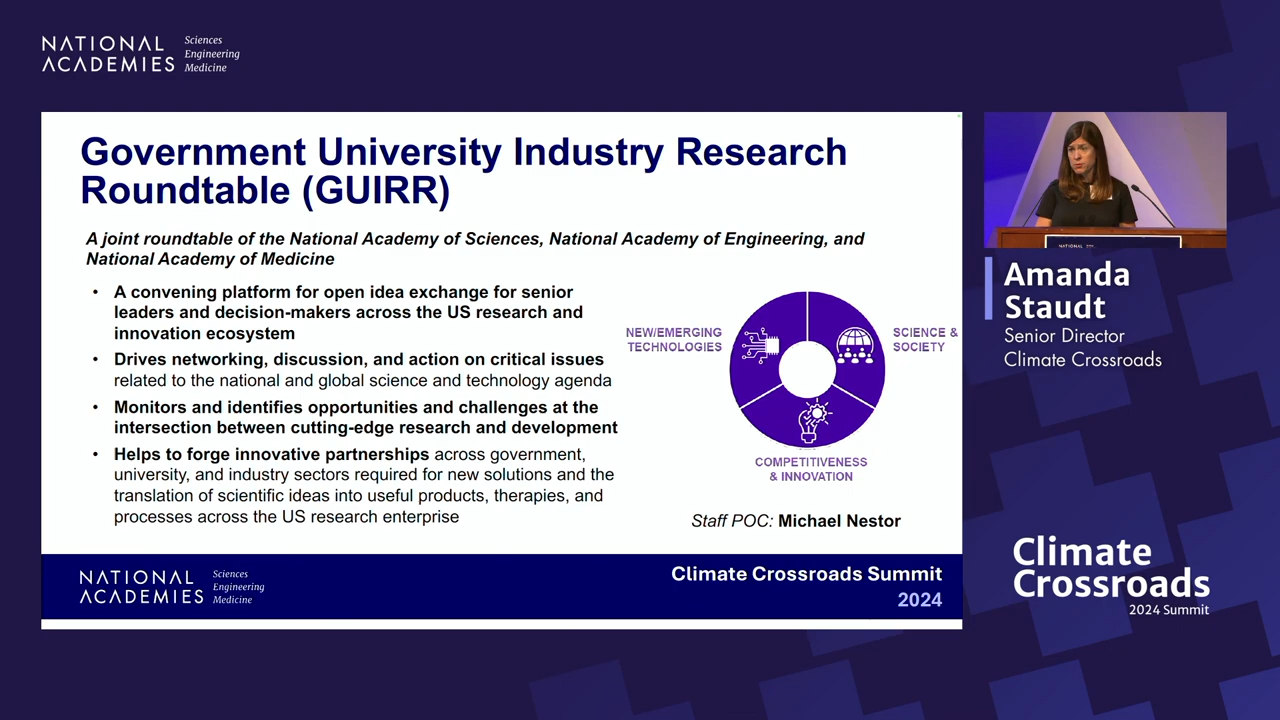 NATIONAL ACADEMIES
Sciences
Engineering
Medicine
Government University Industry Research
Roundtable (GUIRR)
A joint roundtable of the National Academy of Sciences, National Academy of Engineering, and
National Academy of Medicine
• A convening platform for open idea exchange for senior
leaders and decision-makers across the US research and
innovation ecosystem
• Drives networking, discussion, and action on critical issues
related to the national and global science and technology agenda
• Monitors and identifies opportunities and challenges at the
intersection between cutting-edge research and development
• Helps to forge innovative partnerships across government,
university, and industry sectors required for new solutions and the
translation of scientific ideas into useful products, therapies, and
processes across the US research enterprise
NEW/EMERGING
TECHNOLOGIES
SCIENCE &
SOCIETY
COMPETITIVENESS
& INNOVATION
Staff POC: Michael Nestor
NATIONAL
ACADEMIES
Sciences
Engineering
Medicine
Climate Crossroads Summit
2024
NATIONAL
Amanda
Staudt
Senior Director
Climate Crossroads
Climate
Crossroads
2024 Summit